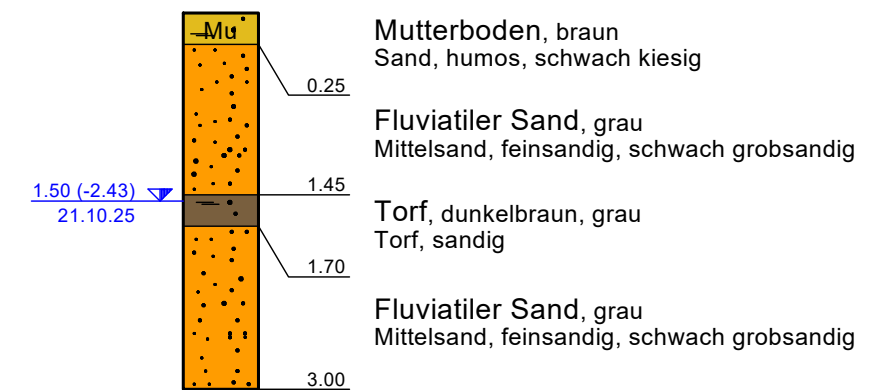 Mu
Mutterboden, braun
Sand, humos, schwach kiesig
0.25
Fluviatiler Sand, grau
Mittelsand, feinsandig, schwach grobsandig
1.45
1.50 (-2.43)
21.10.25
Torf, dunkelbraun, grau
Torf, sandig
1.70
Fluviatiler Sand, grau
Mittelsand, feinsandig, schwach grobsandig
3.00